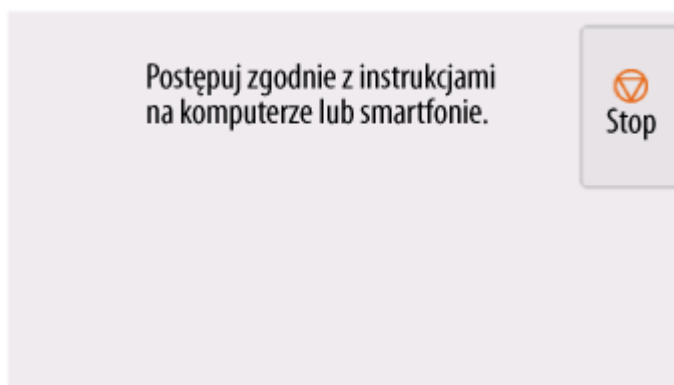 Postępuj zgodnie z instrukcjami
na komputerze lub smartfonie.
Stop